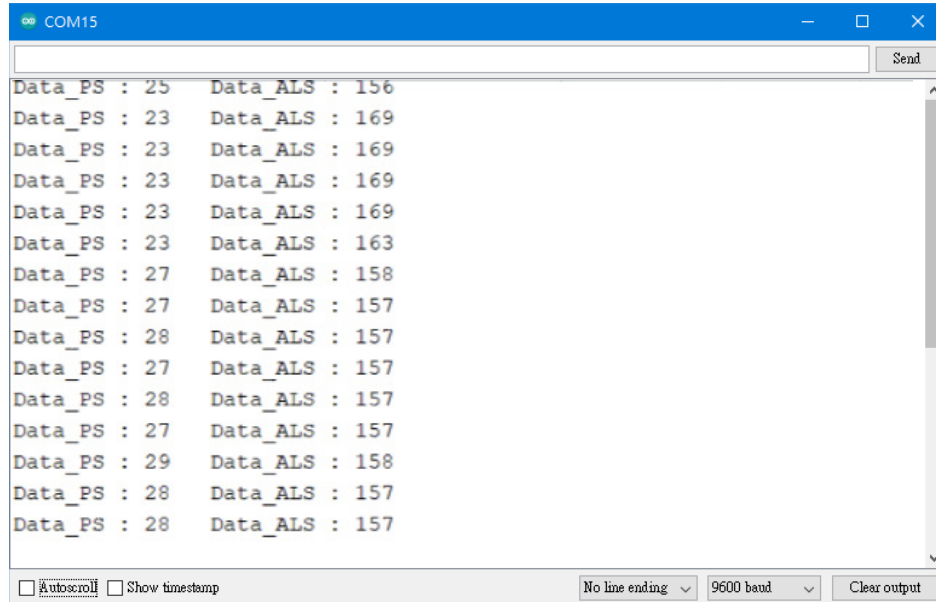 COM15
Send
Data_PS : 25 Data_ALS : 156
Data_PS : 23 Data_ALS : 169
Data_PS : 23 Data_ALS : 169
Data_PS : 23 Data_ALS : 169
Data_PS : 23 Data_ALS : 169
Data_PS : 23 Data_ALS : 163
Data_PS : 27 Data_ALS : 158
Data_PS : 27 Data_ALS : 157
Data_PS : 28 Data_ALS : 157
Data_PS : 27 Data_ALS : 157
Data_PS : 28 Data_ALS : 157
Data_PS : 27 Data_ALS : 157
Data_PS : 29 Data_ALS : 158
Data_PS : 28 Data_ALS : 157
Data_PS : 28 Data_ALS : 157
Autoscroll Show timestamp No line ending 9600 baud Clear output